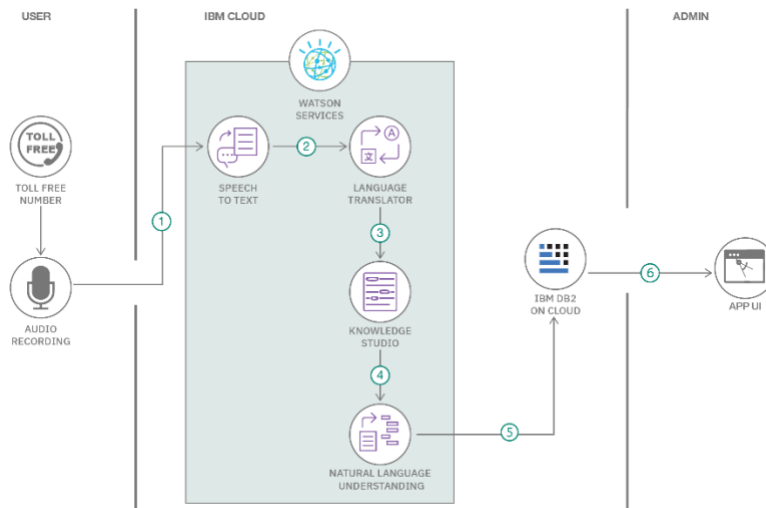 USER
IBM CLOUD
ADMIN
WATSON
SERVICES
TOLL
FREE
TOLL FREE
NUMBER
SPEECH
TO TEXT
2
A
文
LANGUAGE
TRANSLATOR
1
3
AUDIO
RECORDING
KNOWLEDGE
STUDIO
IBM DB2
ON CLOUD
6
APP UI
4
5
NATURAL LANGUAGE
UNDERSTANDING